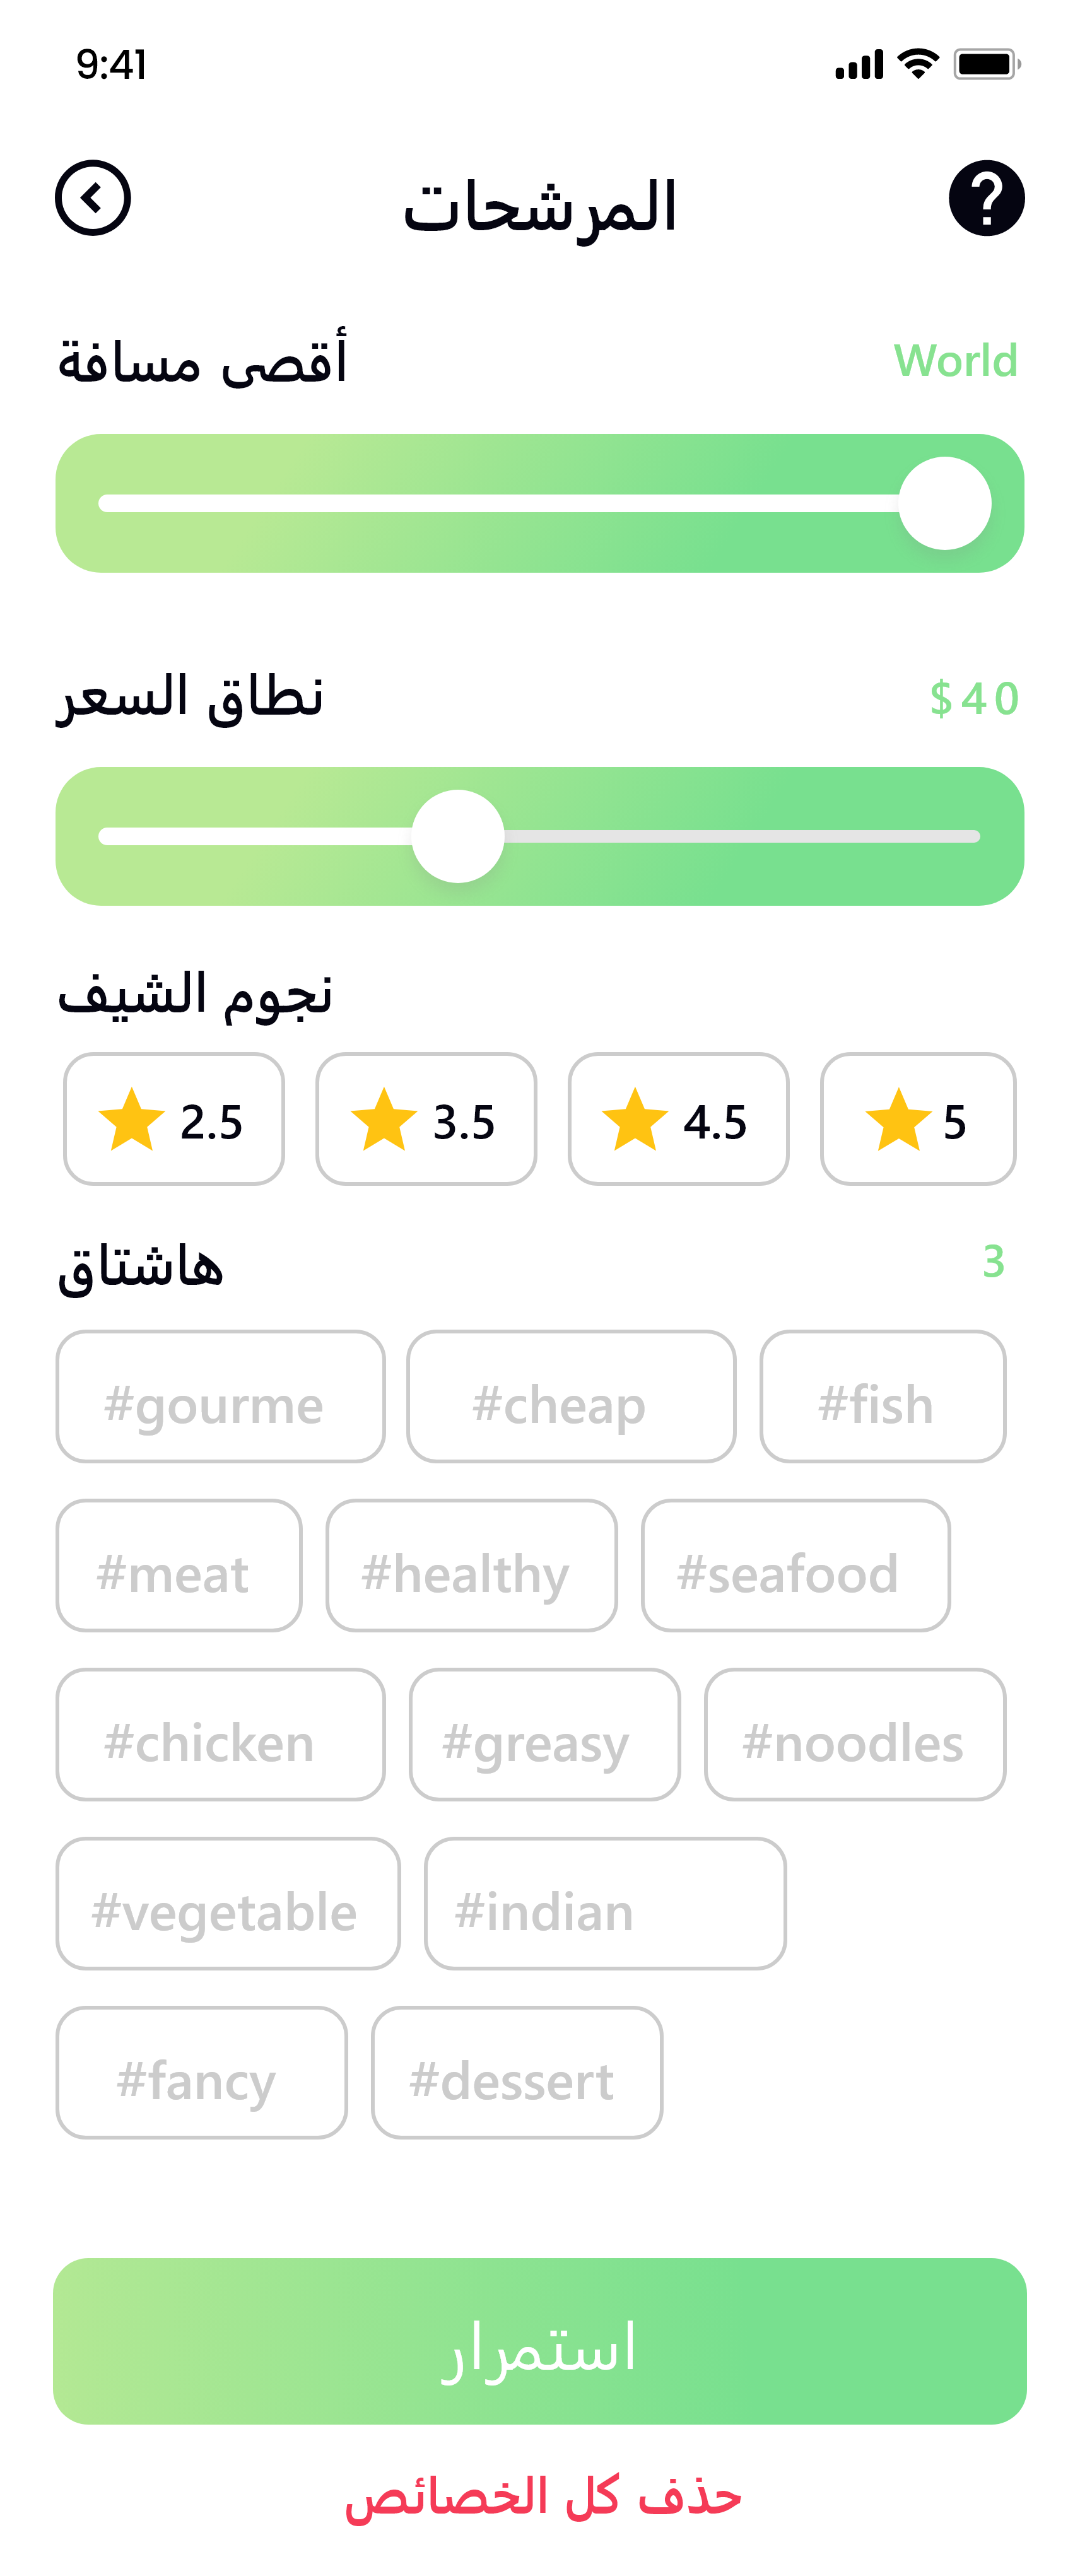 9:41
المرشحات
أقصى مسافة World
نطاق السعر $40
نجوم الشيف
2.5 3.5 4.5 5
هاشتاق 3
#gourme #cheap #fish
#meat #healthy #seafood
#chicken #greasy #noodles
#vegetable #indian
#fancy #dessert
استمرار
حذف كل الخصائص